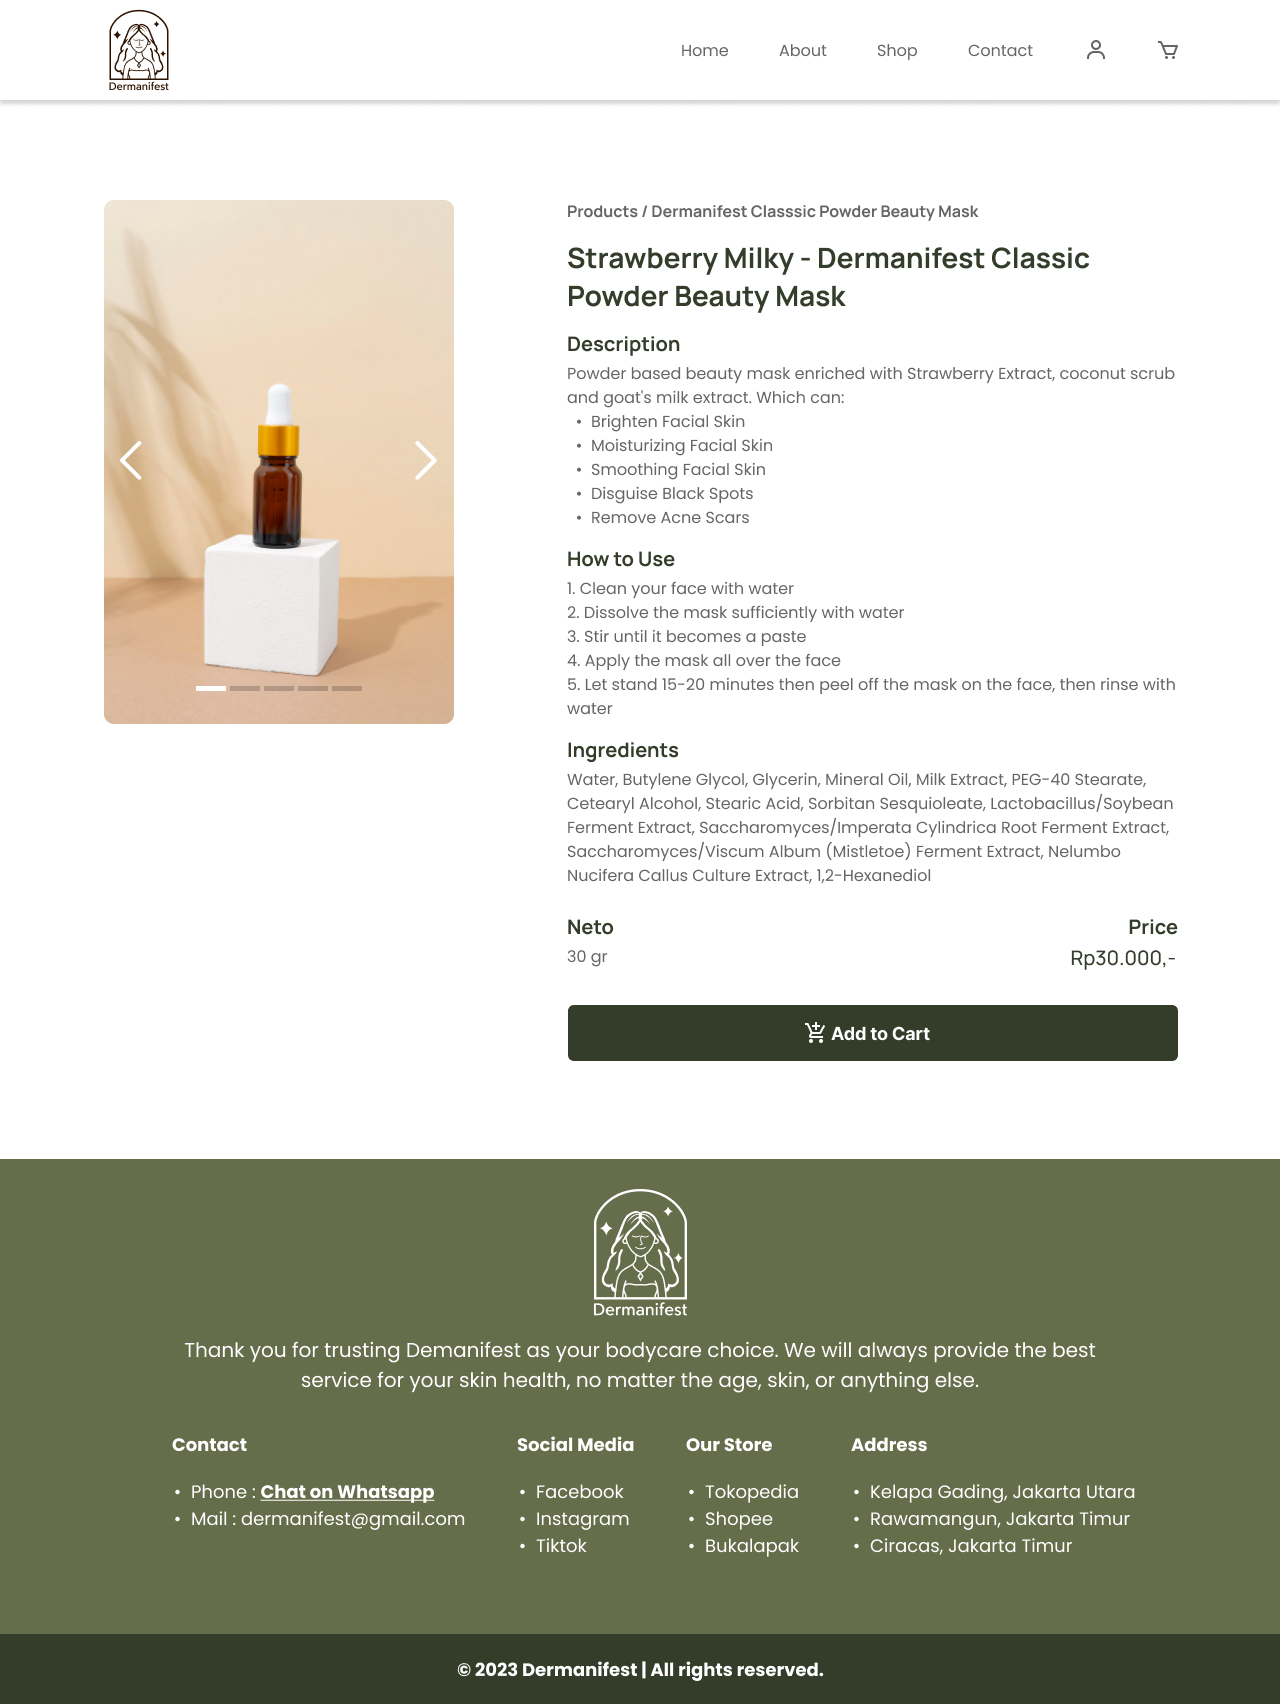 Dermanifest
Home
About
Shop
Contact
Products / Dermanifest Classsic Powder Beauty Mask
Strawberry Milky - Dermanifest Classic
Powder Beauty Mask
Description
Powder based beauty mask enriched with Strawberry Extract, coconut scrub
and goat's milk extract. Which can:
• Brighten Facial Skin
• Moisturizing Facial Skin
• Smoothing Facial Skin
• Disguise Black Spots
• Remove Acne Scars
How to Use
1. Clean your face with water
2. Dissolve the mask sufficiently with water
3. Stir until it becomes a paste
4. Apply the mask all over the face
5. Let stand 15-20 minutes then peel off the mask on the face, then rinse with
water
Ingredients
Water, Butylene Glycol, Glycerin, Mineral Oil, Milk Extract, PEG-40 Stearate,
Cetearyl Alcohol, Stearic Acid, Sorbitan Sesquioleate, Lactobacillus/Soybean
Ferment Extract, Saccharomyces/Imperata Cylindrica Root Ferment Extract,
Saccharomyces/Viscum Album (Mistletoe) Ferment Extract, Nelumbo
Nucifera Callus Culture Extract, 1,2-Hexanediol
Neto
30 gr
Price
Rp30.000,-
Add to Cart
Dermanifest
Thank you for trusting Demanifest as your bodycare choice. We will always provide the best
service for your skin health, no matter the age, skin, or anything else.
Contact
• Phone : Chat on Whatsapp
• Mail : dermanifest@gmail.com
Social Media
• Facebook
• Instagram
• Tiktok
Our Store
• Tokopedia
• Shopee
• Bukalapak
Address
• Kelapa Gading, Jakarta Utara
• Rawamangun, Jakarta Timur
• Ciracas, Jakarta Timur
© 2023 Dermanifest | All rights reserved.